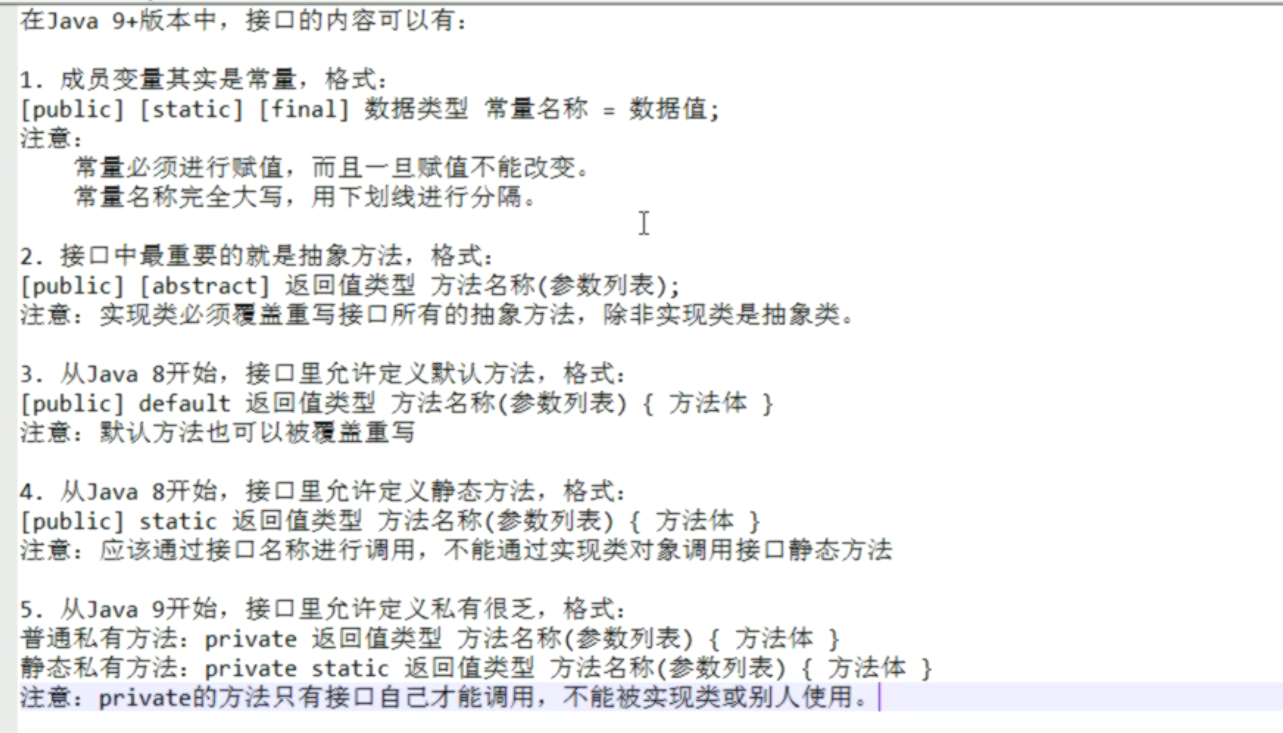 在Java 9+版本中，接口的内容可以有：
1. 成员变量其实是常量，格式：
[public] [static] [final] 数据类型 常量名称 = 数据值;
注意：
常量必须进行赋值，而且一旦赋值不能改变。
常量名称完全大写，用下划线进行分隔。
2. 接口中最重要的就是抽象方法，格式：
[public] [abstract] 返回值类型 方法名称(参数列表);
注意：实现类必须覆盖重写接口所有的抽象方法，除非实现类是抽象类。
3. 从Java 8开始，接口里允许定义默认方法，格式：
[public] default 返回值类型 方法名称(参数列表) { 方法体 }
注意：默认方法也可以被覆盖重写
4. 从Java 8开始，接口里允许定义静态方法，格式：
[public] static 返回值类型 方法名称(参数列表) { 方法体 }
注意：应该通过接口名称进行调用，不能通过实现类对象调用接口静态方法
5. 从Java 9开始，接口里允许定义私有很乏，格式：
普通私有方法：private 返回值类型 方法名称(参数列表) { 方法体 }
静态私有方法：private static 返回值类型 方法名称(参数列表) { 方法体 }
注意：private的方法只有接口自己才能调用，不能被实现类或别人使用。